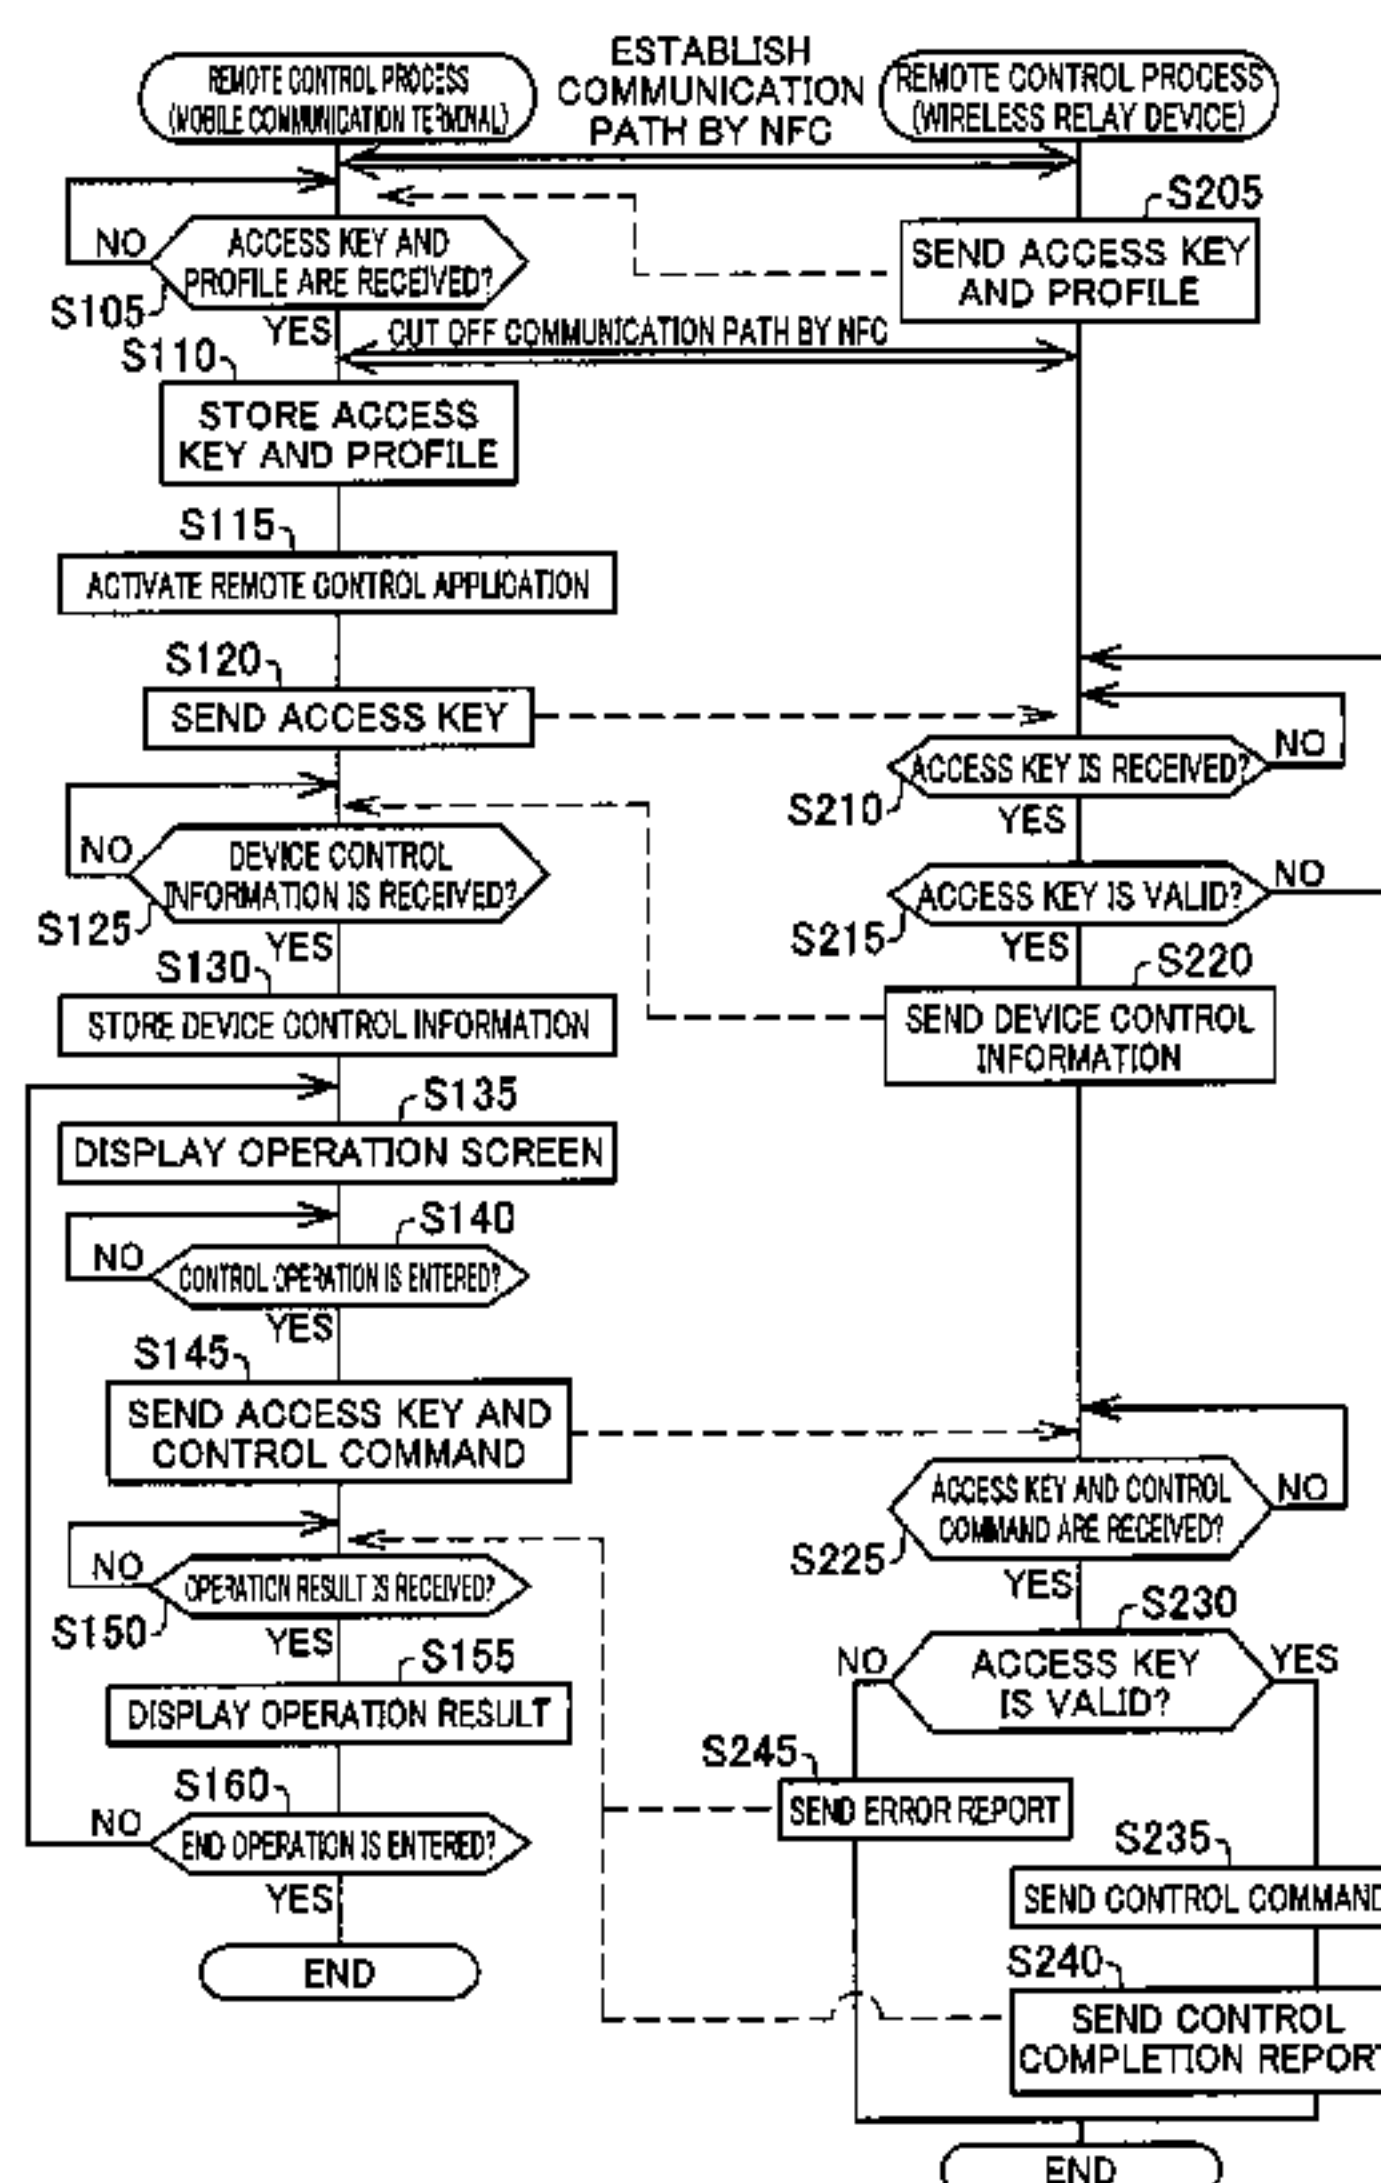 REMOTE CONTROL PROCESS
(MOBILE COMMUNICATION TERMINAL)
ESTABLISH
COMMUNICATION
PATH BY NFC
REMOTE CONTROL PROCESS
(WIRELESS RELAY DEVICE)
S205
SEND ACCESS KEY
AND PROFILE
NO
ACCESS KEY AND
PROFILE ARE RECEIVED?
S105
YES
CUT OFF COMMUNICATION PATH BY NFC
S110
STORE ACCESS
KEY AND PROFILE
S115
ACTIVATE REMOTE CONTROL APPLICATION
S120
SEND ACCESS KEY
NO
ACCESS KEY IS RECEIVED?
S210
YES
NO
DEVICE CONTROL
INFORMATION IS RECEIVED?
S125
YES
NO
ACCESS KEY IS VALID?
S215
YES
S220
SEND DEVICE CONTROL
INFORMATION
S130
STORE DEVICE CONTROL INFORMATION
S135
DISPLAY OPERATION SCREEN
S140
NO
CONTROL OPERATION IS ENTERED?
YES
S145
SEND ACCESS KEY AND
CONTROL COMMAND
ACCESS KEY AND CONTROL
COMMAND ARE RECEIVED?
NO
S225
YES
NO
OPERATION RESULT IS RECEIVED?
S150
YES
S230
NO
ACCESS KEY
IS VALID?
YES
S155
DISPLAY OPERATION RESULT
S245
SEND ERROR REPORT
S160
NO
END OPERATION IS ENTERED?
YES
END
S235
SEND CONTROL COMMAND
S240
SEND CONTROL
COMPLETION REPORT
END